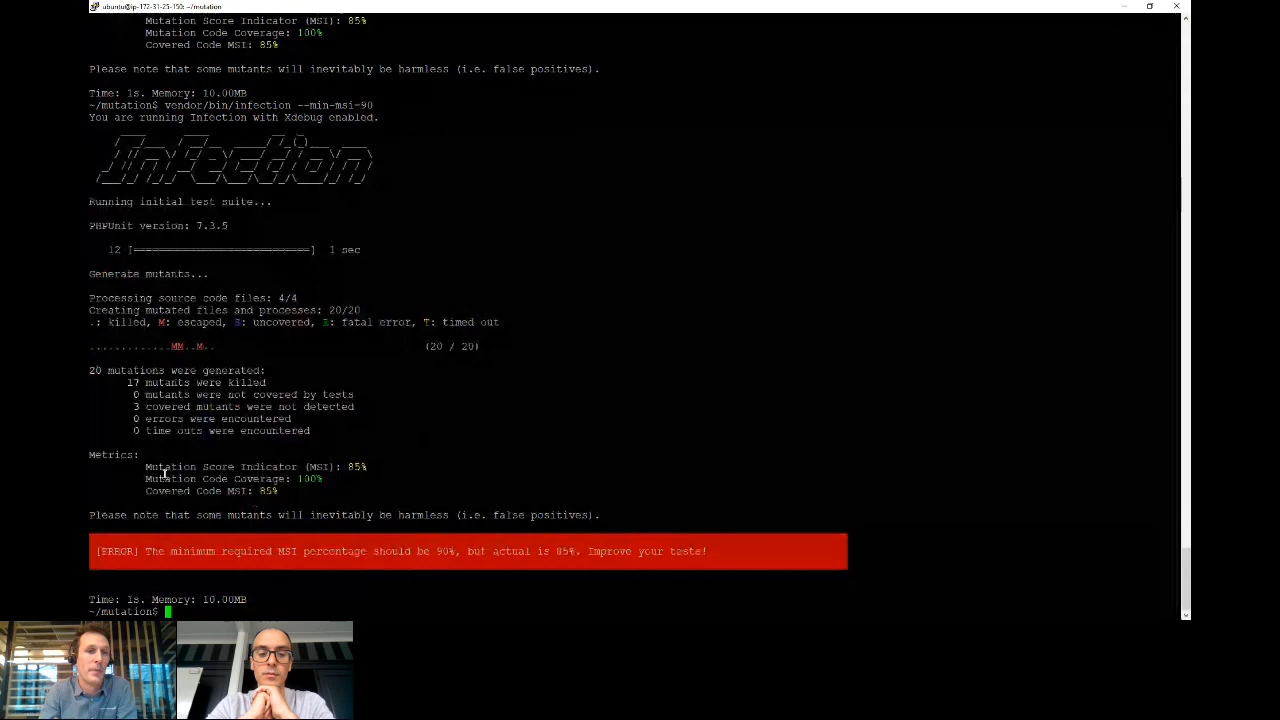 ubuntu@ip-172-31-25-150: ~/mutation
Mutation Score Indicator (MSI): 85%
Mutation Code Coverage: 100%
Covered Code MSI: 85%
Please note that some mutants will inevitably be harmless (i.e. false positives).
Time: 1s. Memory: 10.00MB
~/mutation$ vendor/bin/infection --min-msi=90
You are running Infection with Xdebug enabled.
Infection
Running initial test suite...
PHPUnit version: 7.3.5
12 [============================] 1 sec
Generate mutants...
Processing source code files: 4/4
Creating mutated files and processes: 20/20
.: killed, M: escaped, S: uncovered, E: fatal error, T: timed out
..............MM..M.. (20 / 20)
20 mutations were generated:
17 mutants were killed
0 mutants were not covered by tests
3 covered mutants were not detected
0 errors were encountered
0 time outs were encountered
Metrics:
Mutation Score Indicator (MSI): 85%
Mutation Code Coverage: 100%
Covered Code MSI: 85%
Please note that some mutants will inevitably be harmless (i.e. false positives).
[ERROR] The minimum required MSI percentage should be 90%, but actual is 85%. Improve your tests!
Time: 1s. Memory: 10.00MB
~/mutation$